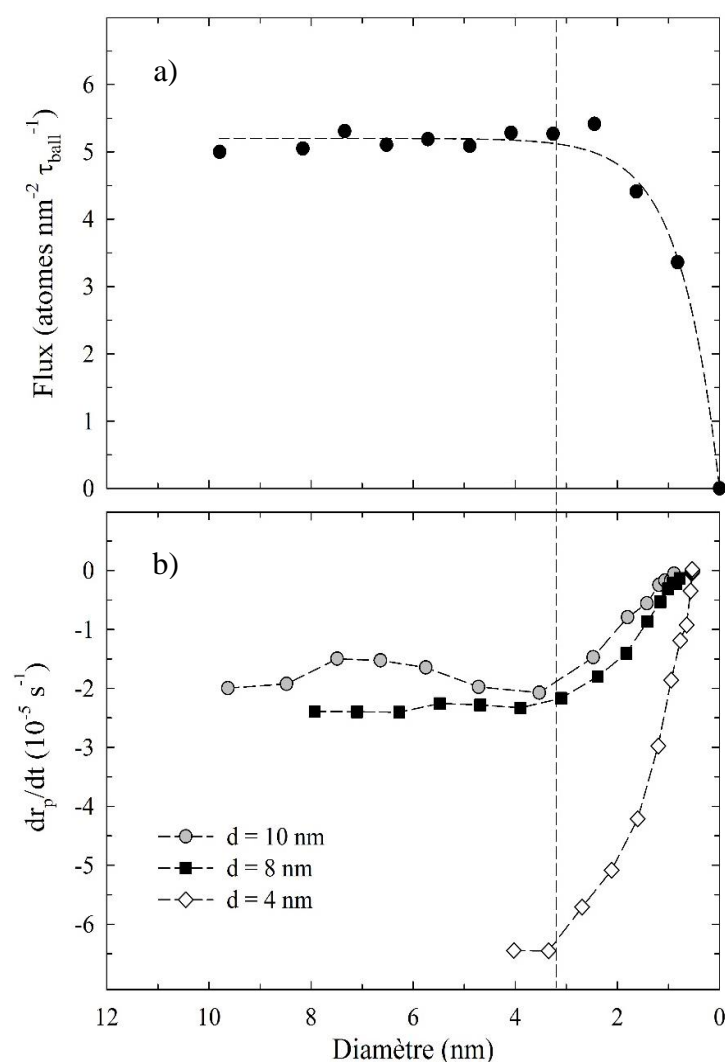 a)
6
5
4
3
2
1
0
Flux (atomes nm⁻² τball⁻¹)
b)
0
-1
-2
-3
-4
-5
-6
drp/dt (10⁻⁵ s⁻¹)
d = 10 nm
d = 8 nm
d = 4 nm
12 10 8 6 4 2 0
Diamètre (nm)